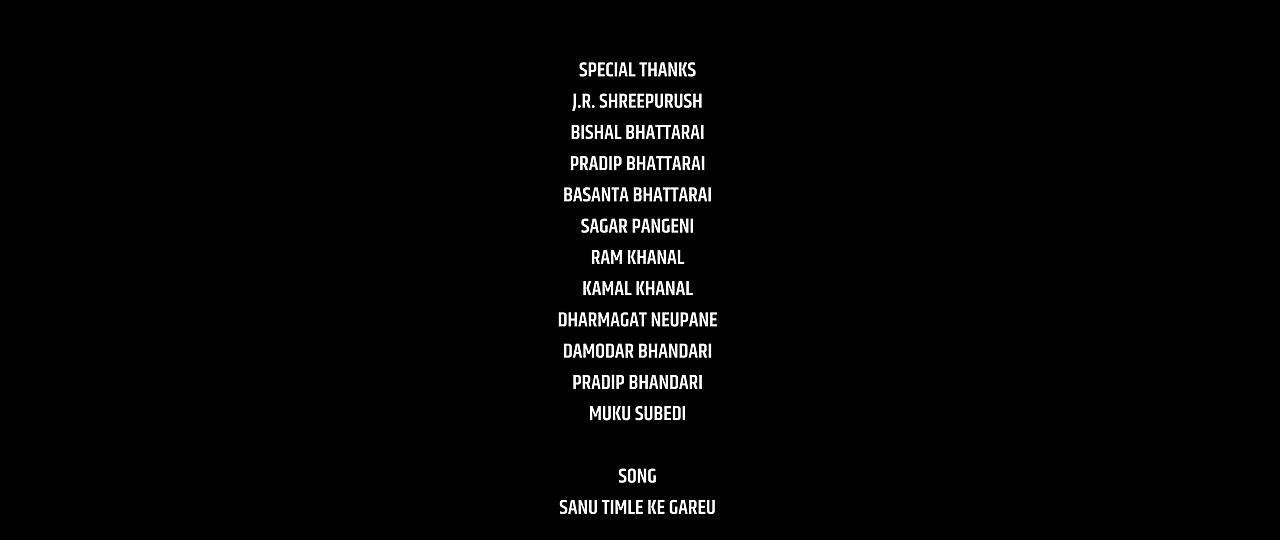 SPECIAL THANKS
J.R. SHREEPURUSH
BISHAL BHATTARAI
PRADIP BHATTARAI
BASANTA BHATTARAI
SAGAR PANGENI
RAM KHANAL
KAMAL KHANAL
DHARMAGAT NEUPANE
DAMODAR BHANDARI
PRADIP BHANDARI
MUKU SUBEDI
SONG
SANU TIMLE KE GAREU